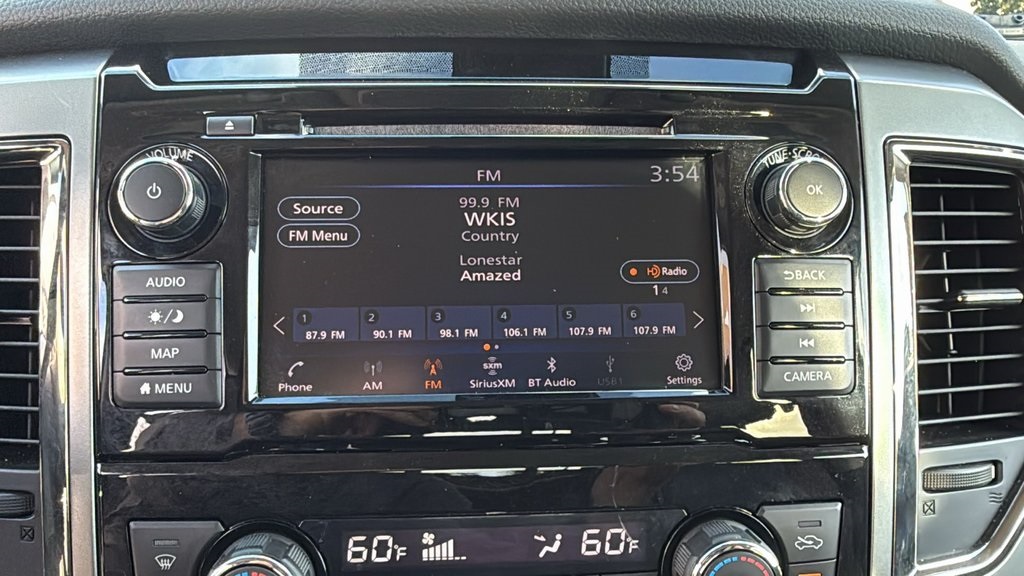 VOLUME
TUNE·SCROLL
OK
FM
3:54
Source
FM Menu
99.9 FM
WKIS
Country
Lonestar
Amazed
HD Radio
1 4
1 2 3 4 5 6
87.9 FM 90.1 FM 98.1 FM 106.1 FM 107.9 FM 107.9 FM
sxm
Phone AM FM SiriusXM BT Audio USB1 Settings
AUDIO
MAP
MENU
BACK
CAMERA
60°F 60°F